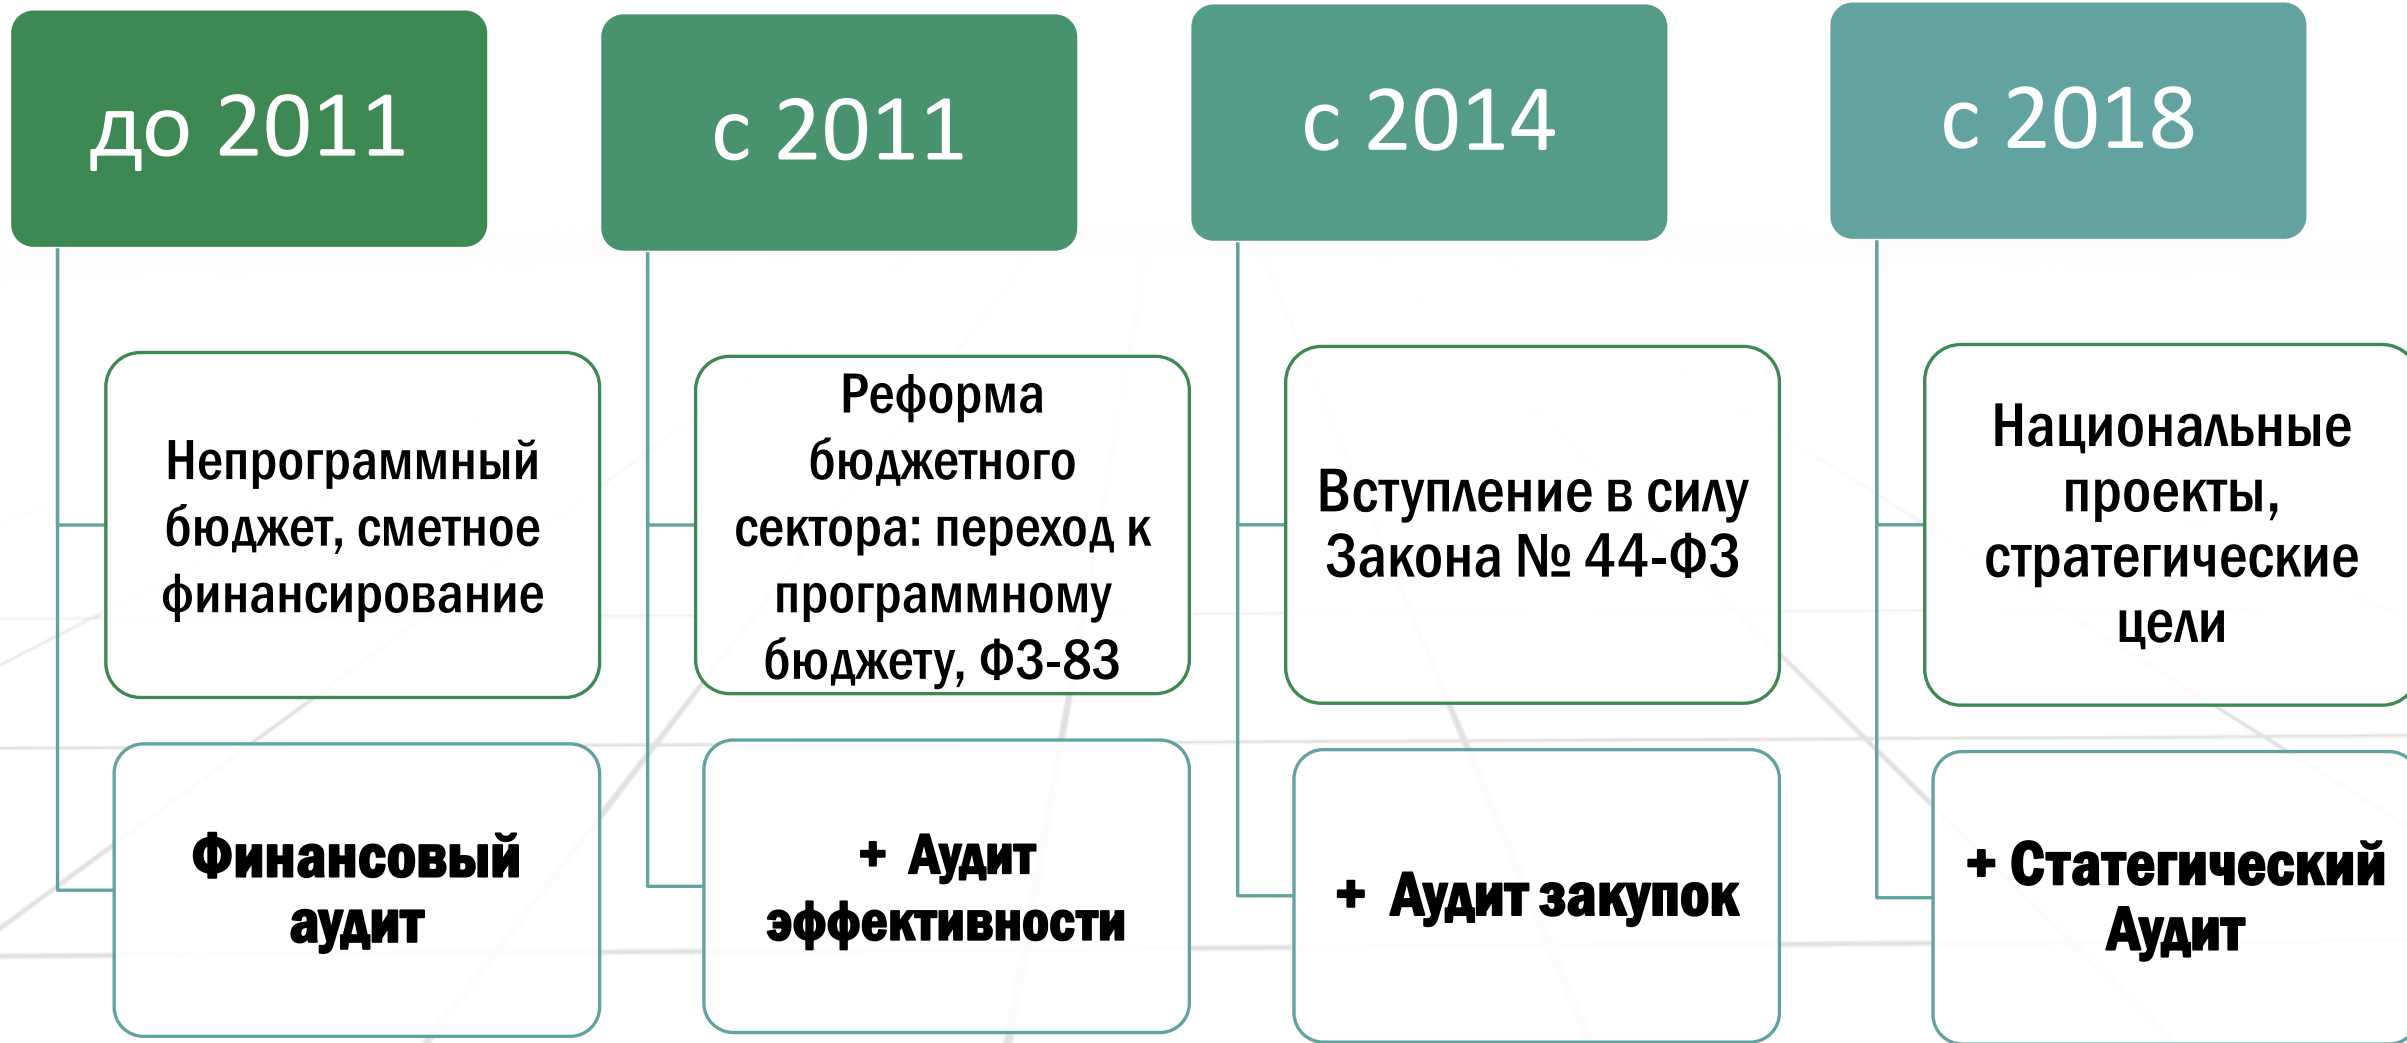 до 2011
Непрограммный
бюджет, сметное
финансирование
Финансовый
аудит
с 2011
Реформа
бюджетного
сектора: переход к
программному
бюджету, ФЗ-83
+ Аудит
эффективности
с 2014
Вступление в силу
Закона № 44-ФЗ
+ Аудит закупок
с 2018
Национальные
проекты,
стратегические
цели
+ Статегический
Аудит